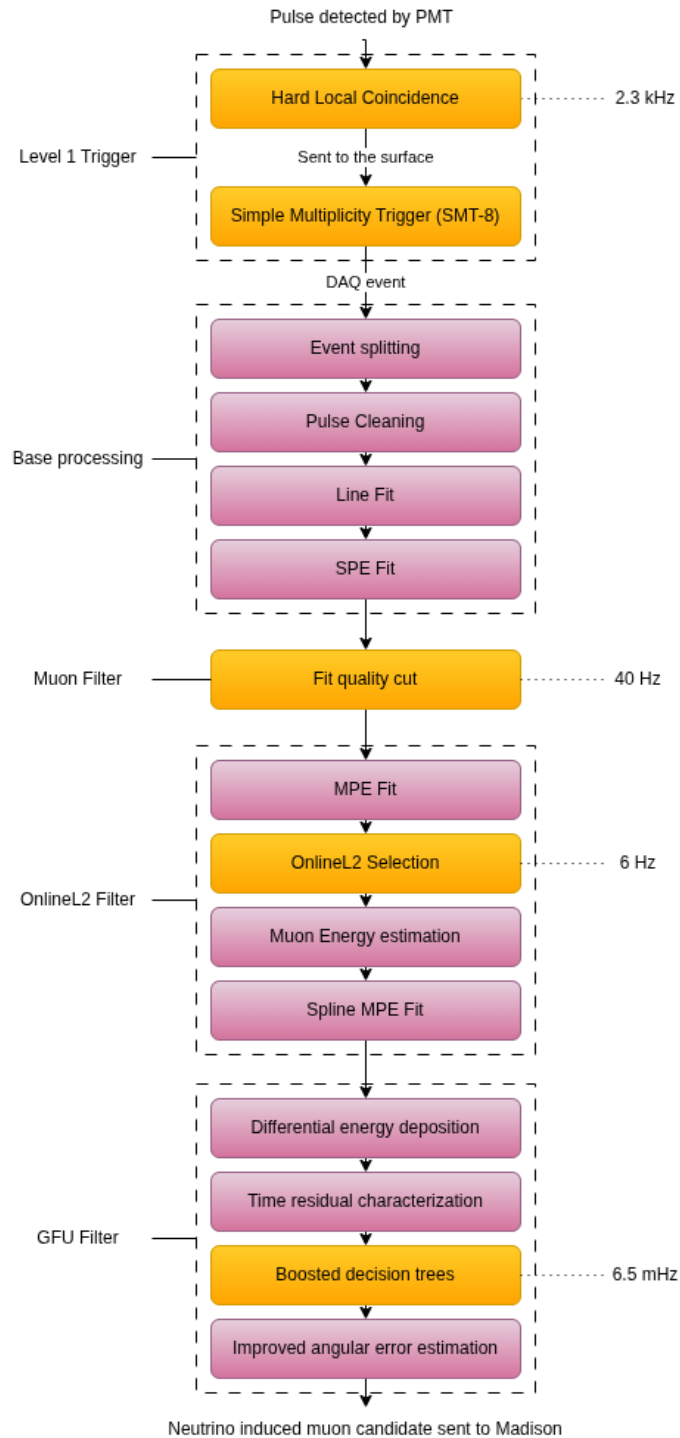 Pulse detected by PMT
Hard Local Coincidence
2.3 kHz
Level 1 Trigger
Sent to the surface
Simple Multiplicity Trigger (SMT-8)
DAQ event
Event splitting
Pulse Cleaning
Base processing
Line Fit
SPE Fit
Muon Filter
Fit quality cut
40 Hz
MPE Fit
OnlineL2 Selection
6 Hz
OnlineL2 Filter
Muon Energy estimation
Spline MPE Fit
Differential energy deposition
Time residual characterization
GFU Filter
Boosted decision trees
6.5 mHz
Improved angular error estimation
Neutrino induced muon candidate sent to Madison